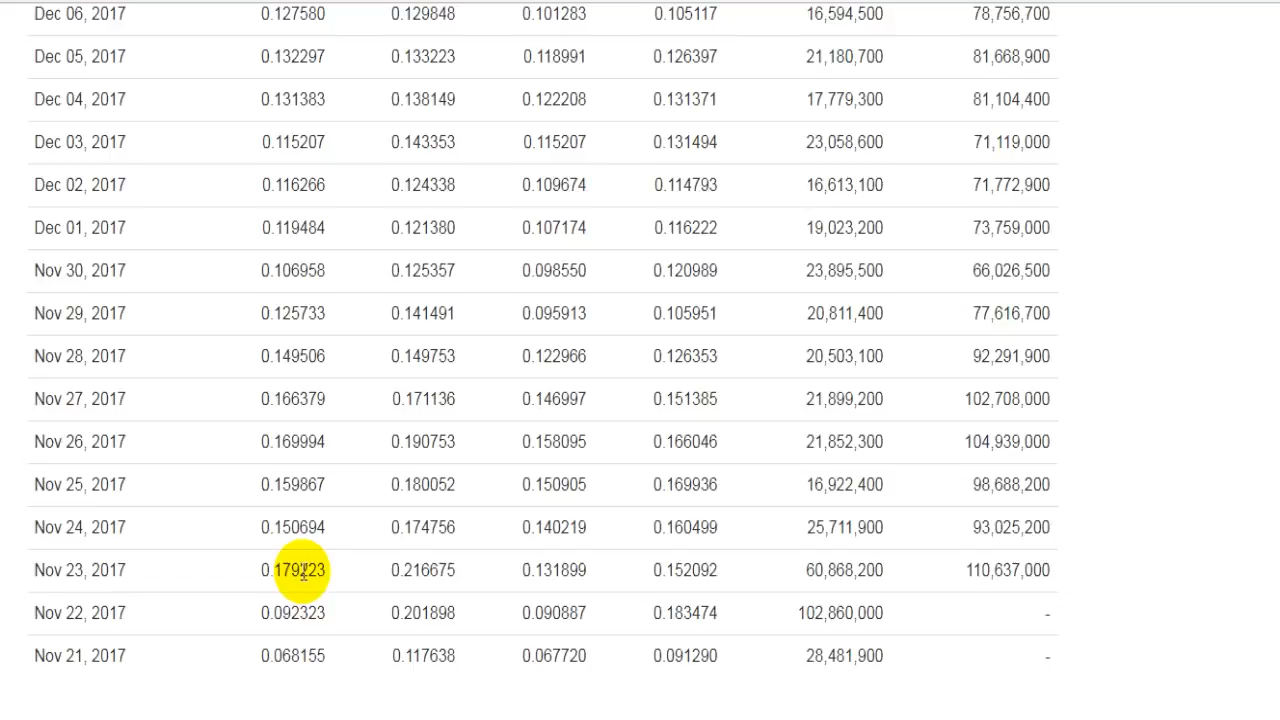 Dec 06, 2017 0.127580 0.129848 0.101283 0.105117 16,594,500 78,756,700
Dec 05, 2017 0.132297 0.133223 0.118991 0.126397 21,180,700 81,668,900
Dec 04, 2017 0.131383 0.138149 0.122208 0.131371 17,779,300 81,104,400
Dec 03, 2017 0.115207 0.143353 0.115207 0.131494 23,058,600 71,119,000
Dec 02, 2017 0.116266 0.124338 0.109674 0.114793 16,613,100 71,772,900
Dec 01, 2017 0.119484 0.121380 0.107174 0.116222 19,023,200 73,759,000
Nov 30, 2017 0.106958 0.125357 0.098550 0.120989 23,895,500 66,026,500
Nov 29, 2017 0.125733 0.141491 0.095913 0.105951 20,811,400 77,616,700
Nov 28, 2017 0.149506 0.149753 0.122966 0.126353 20,503,100 92,291,900
Nov 27, 2017 0.166379 0.171136 0.146997 0.151385 21,899,200 102,708,000
Nov 26, 2017 0.169994 0.190753 0.158095 0.166046 21,852,300 104,939,000
Nov 25, 2017 0.159867 0.180052 0.150905 0.169936 16,922,400 98,688,200
Nov 24, 2017 0.150694 0.174756 0.140219 0.160499 25,711,900 93,025,200
Nov 23, 2017 0.216675 0.131899 0.152092 60,868,200 110,637,000
Nov 22, 2017 0.092323 0.201898 0.090887 0.183474 102,860,000 -
Nov 21, 2017 0.068155 0.117638 0.067720 0.091290 28,481,900 -